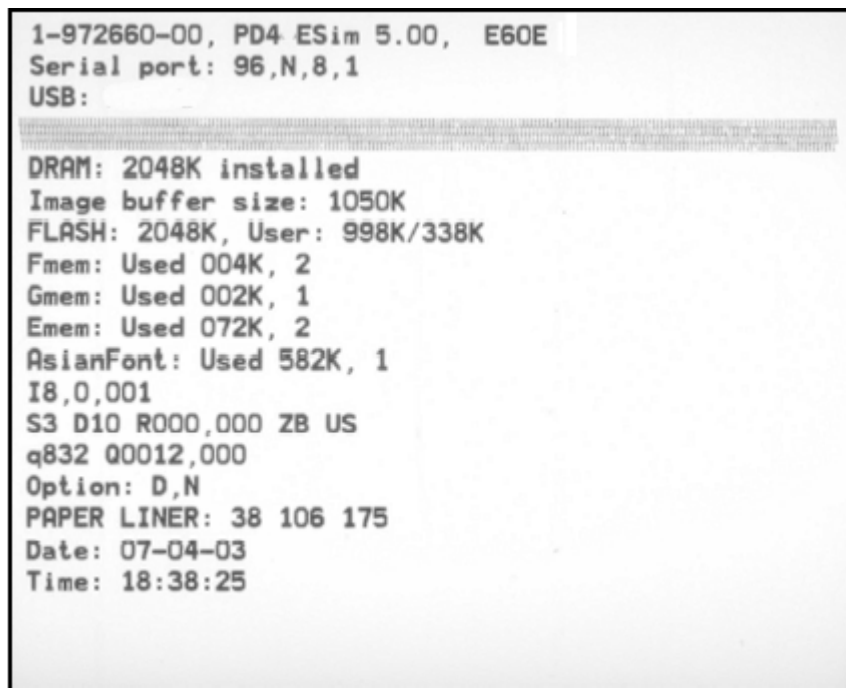 1-972660-00, PD4 ESim 5.00, E60E
Serial port: 96,N,8,1
USB:
DRAM: 2048K installed
Image buffer size: 1050K
FLASH: 2048K, User: 998K/338K
Fmem: Used 004K, 2
Gmem: Used 002K, 1
Emem: Used 072K, 2
AsianFont: Used 582K, 1
I8,0,001
S3 D10 R000,000 ZB US
q832 Q0012,000
Option: D,N
PAPER LINER: 38 106 175
Date: 07-04-03
Time: 18:38:25